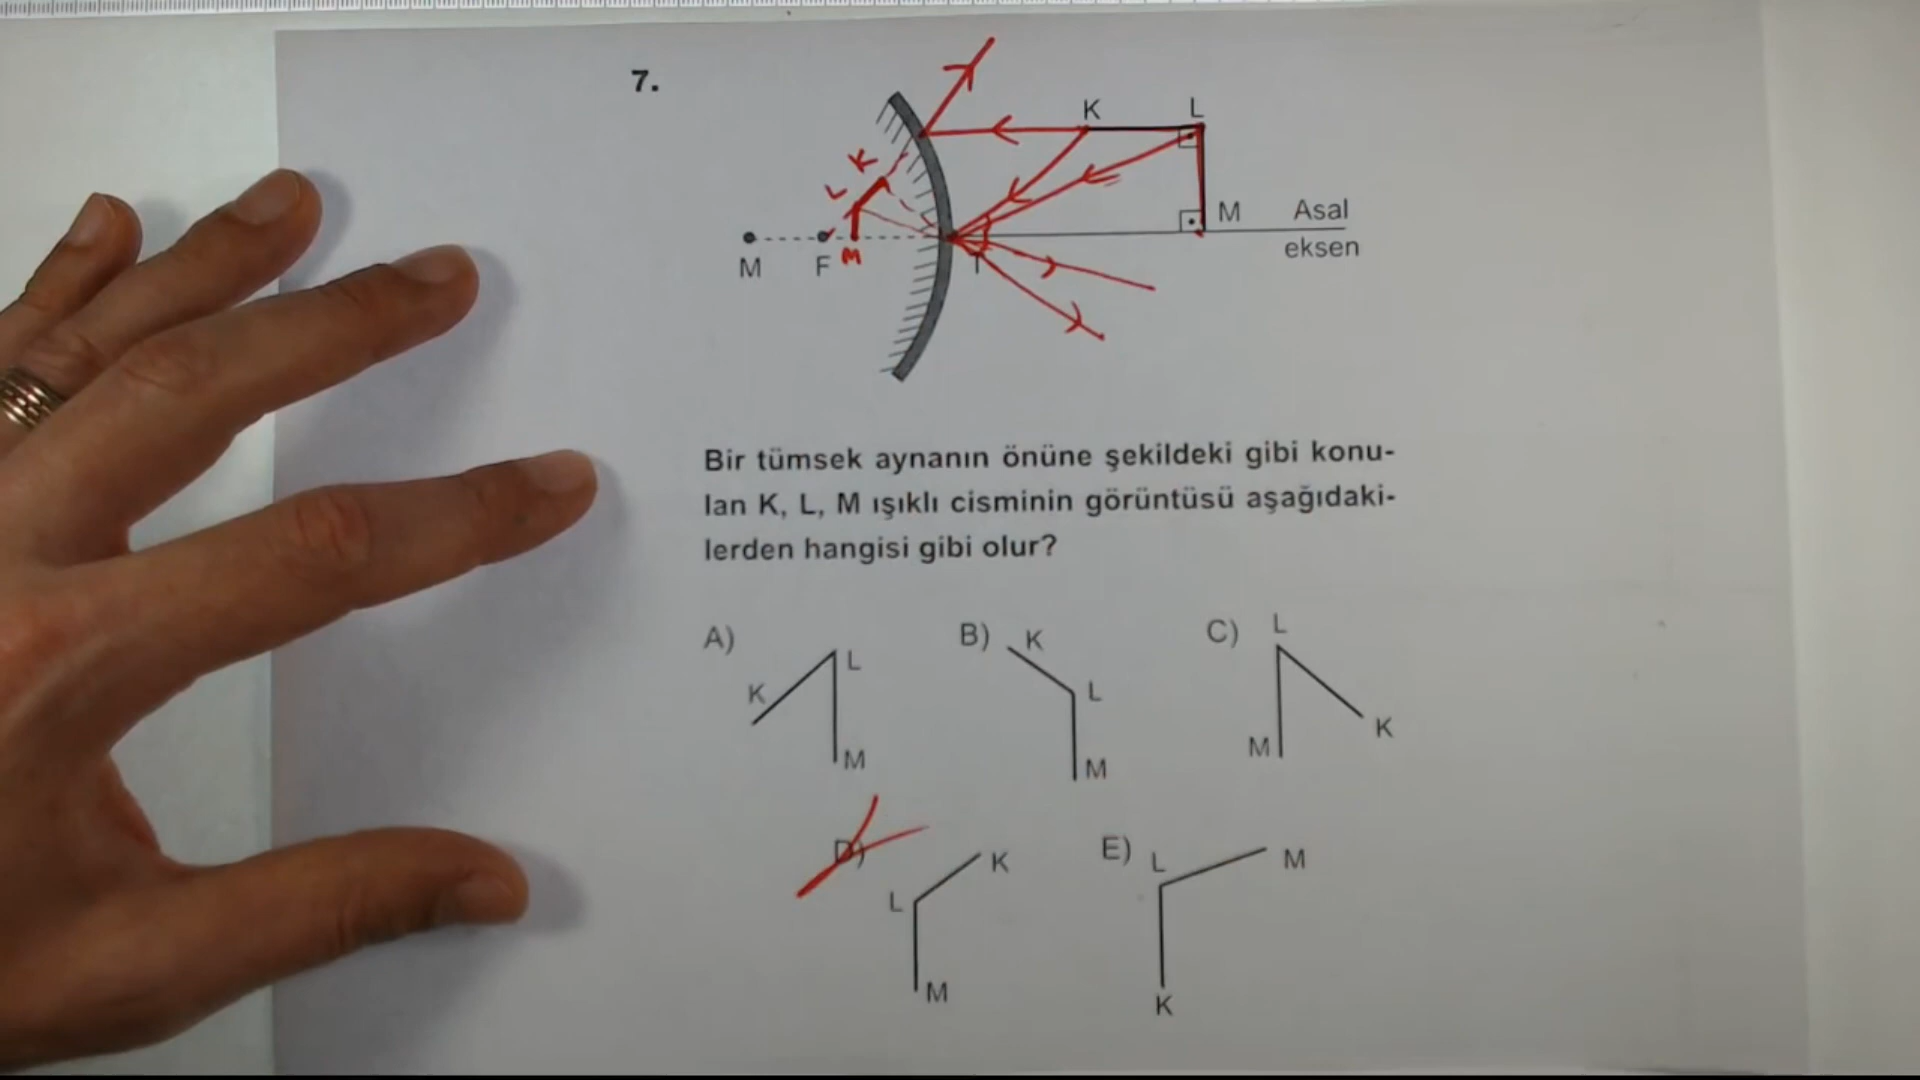 7.
K L
K
L
M Asal
M F M T eksen
Bir tümsek aynanın önüne şekildeki gibi konu-
lan K, L, M ışıklı cisminin görüntüsü aşağıdaki-
lerden hangisi gibi olur?
A) K L M
B) K L M
C) L M K
D) L K M
E) L M K